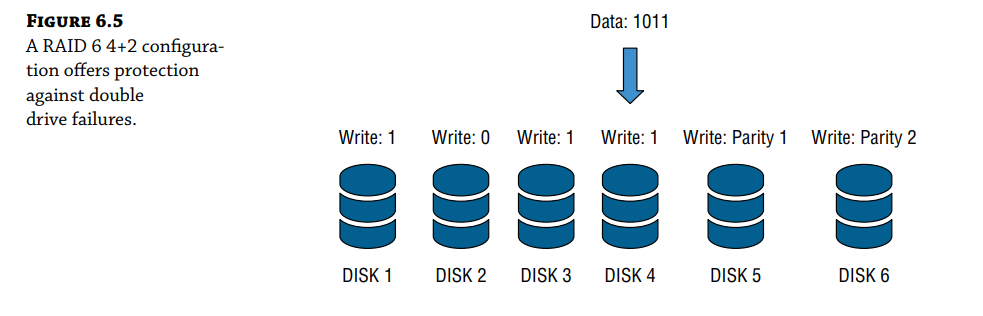 FIGURE 6.5
A RAID 6 4+2 configura-
tion offers protection
against double
drive failures.
Data: 1011
Write: 1 Write: 0 Write: 1 Write: 1 Write: Parity 1 Write: Parity 2
DISK 1 DISK 2 DISK 3 DISK 4 DISK 5 DISK 6